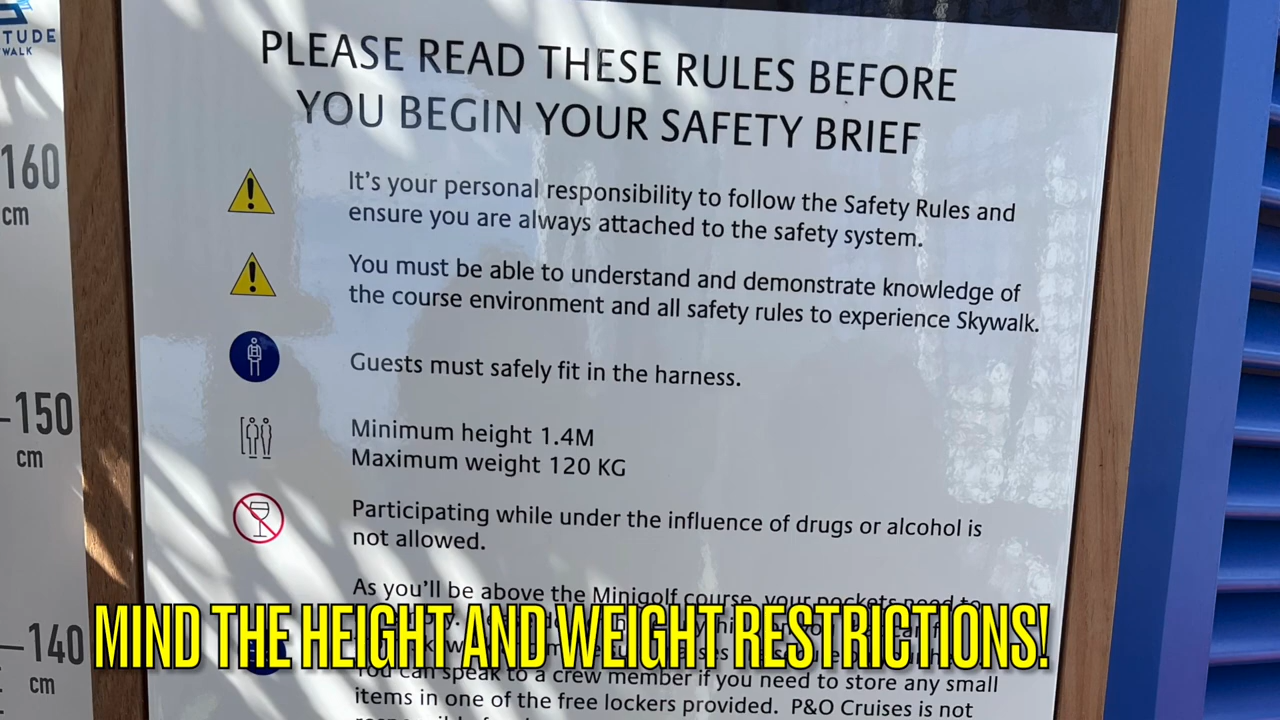 TUDE
WALK
160
cm
150
cm
140
cm
PLEASE READ THESE RULES BEFORE
YOU BEGIN YOUR SAFETY BRIEF
It's your personal responsibility to follow the Safety Rules and
ensure you are always attached to the safety system.
You must be able to understand and demonstrate knowledge of
the course environment and all safety rules to experience Skywalk.
Guests must safely fit in the harness.
Minimum height 1.4M
Maximum weight 120 KG
Participating while under the influence of drugs or alcohol is
not allowed.
As you'll be above the Minigolf course, your pockets need to
MIND THE HEIGHT AND WEIGHT RESTRICTIONS!
You can speak to a crew member if you need to store any small
items in one of the free lockers provided. P&O Cruises is not